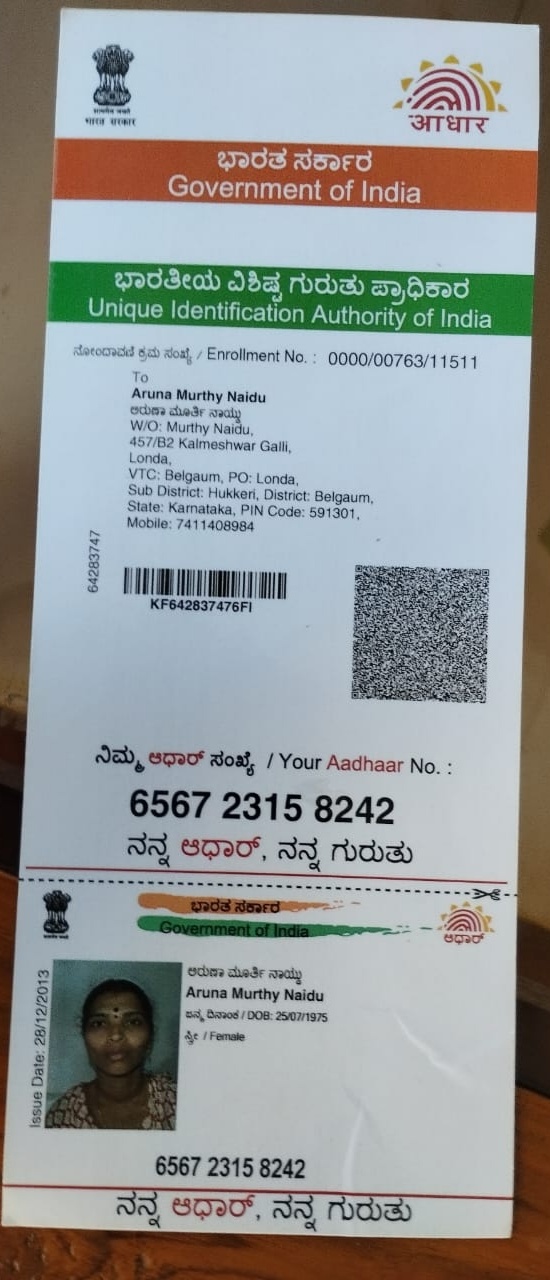 भारत सरकार
आधार
ಭಾರತ ಸರ್ಕಾರ
Government of India
ಭಾರತೀಯ ವಿಶಿಷ್ಟ ಗುರುತು ಪ್ರಾಧಿಕಾರ
Unique Identification Authority of India
ನೋಂದಾವಣಿ ಕ್ರಮ ಸಂಖ್ಯೆ / Enrollment No. : 0000/00763/11511
To
Aruna Murthy Naidu
ಅರುಣಾ ಮೂರ್ತಿ ನಾಯ್ಡು
W/O: Murthy Naidu,
457/B2 Kalmeshwar Galli,
Londa,
VTC: Belgaum, PO: Londa,
Sub District: Hukkeri, District: Belgaum,
State: Karnataka, PIN Code: 591301,
Mobile: 7411408984
64283747
KF642837476FI
ನಿಮ್ಮ ಆಧಾರ್ ಸಂಖ್ಯೆ / Your Aadhaar No. :
6567 2315 8242
ನನ್ನ ಆಧಾರ್, ನನ್ನ ಗುರುತು
ಭಾರತ ಸರ್ಕಾರ
Government of India
ಆಧಾರ್
Issue Date: 28/12/2013
ಅರುಣಾ ಮೂರ್ತಿ ನಾಯ್ಡು
Aruna Murthy Naidu
ಜನ್ಮ ದಿನಾಂಕ / DOB: 25/07/1975
ಸ್ತ್ರೀ / Female
6567 2315 8242
ನನ್ನ ಆಧಾರ್, ನನ್ನ ಗುರುತು